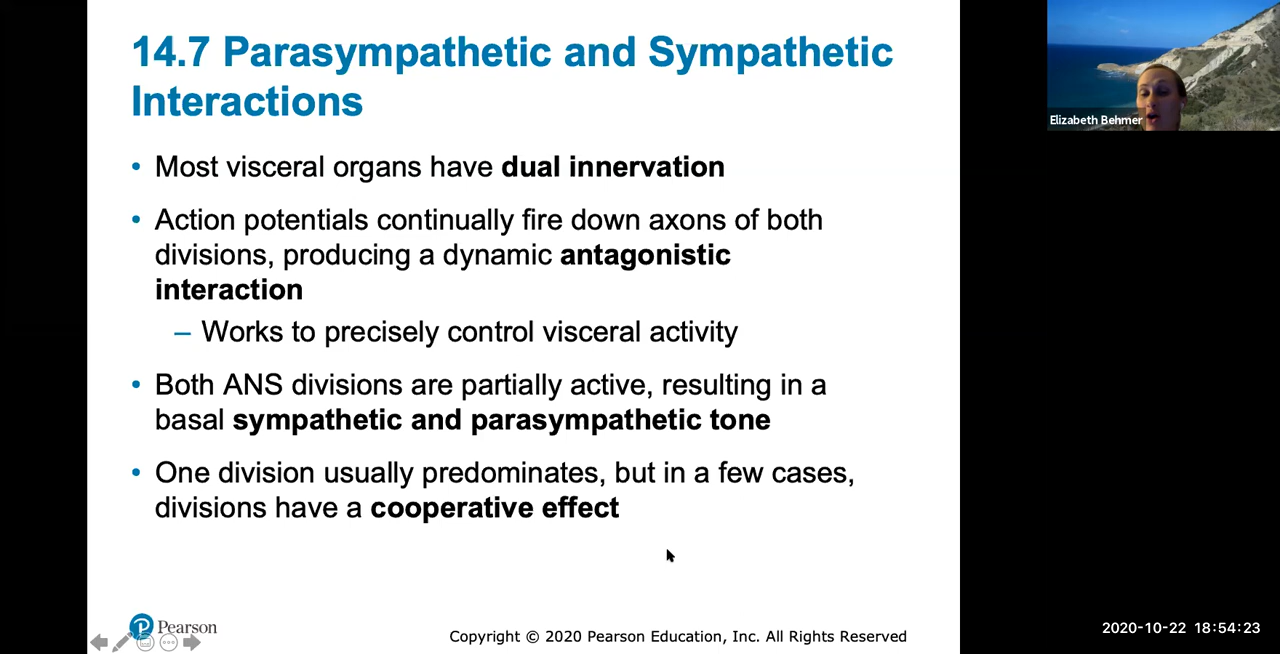 14.7 Parasympathetic and Sympathetic
Interactions
• Most visceral organs have dual innervation
• Action potentials continually fire down axons of both
divisions, producing a dynamic antagonistic
interaction
– Works to precisely control visceral activity
• Both ANS divisions are partially active, resulting in a
basal sympathetic and parasympathetic tone
• One division usually predominates, but in a few cases,
divisions have a cooperative effect
Pearson
Copyright © 2020 Pearson Education, Inc. All Rights Reserved
Elizabeth Behmer
2020-10-22 18:54:23